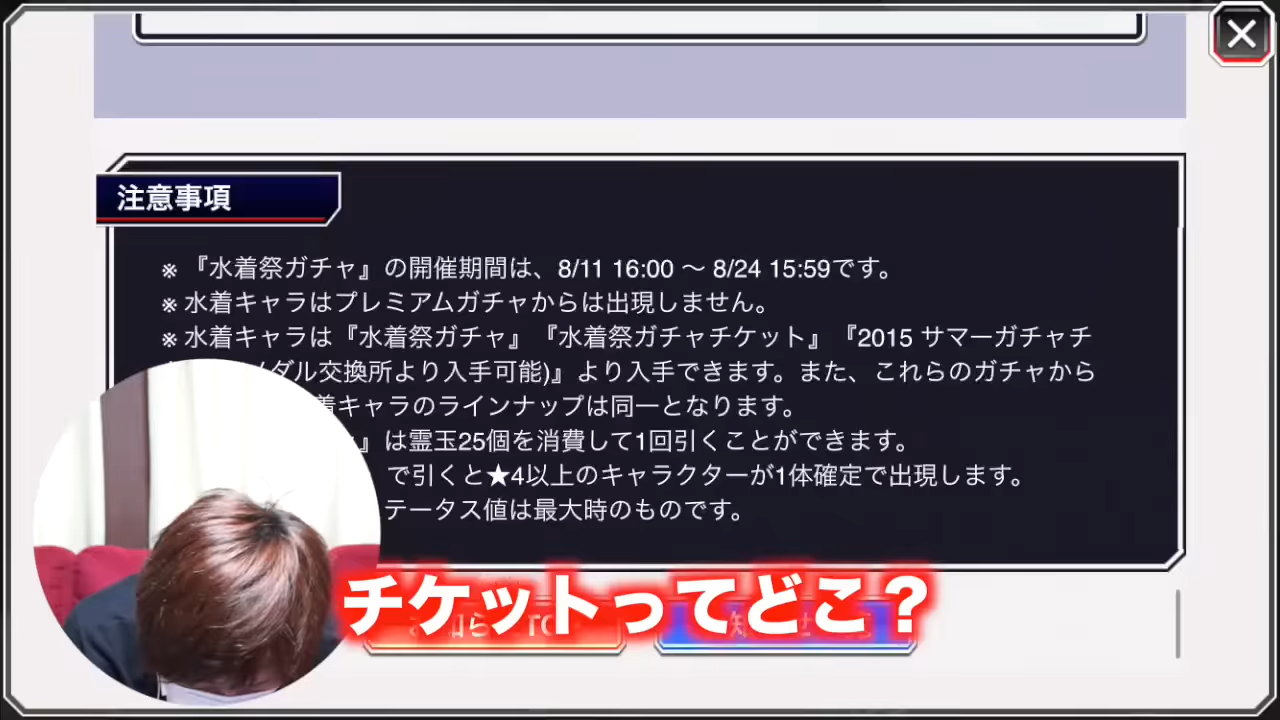 注意事項
※ 『水着祭ガチャ』の開催期間は、8/11 16:00 ～ 8/24 15:59です。
※ 水着キャラはプレミアムガチャからは出現しません。
※ 水着キャラは『水着祭ガチャ』『水着祭ガチャチケット』『2015 サマーガチャチ
ダル交換所より入手可能)』より入手できます。また、これらのガチャから
着キャラのラインナップは同一となります。
』は霊玉25個を消費して1回引くことができます。
で引くと★4以上のキャラクターが1体確定で出現します。
テータス値は最大時のものです。
チケットってどこ？